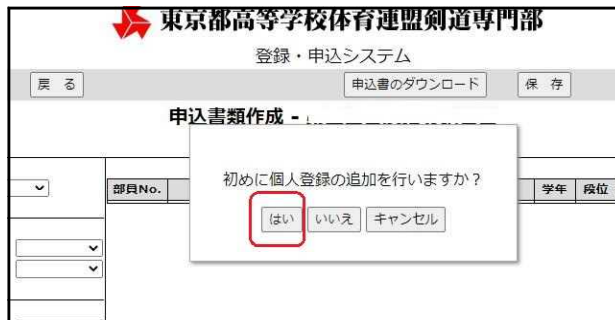 東京都高等学校体育連盟剣道専門部
登録・申込システム
戻 る
申込書のダウンロード
保 存
申込書類作成 -
初めに個人登録の追加を行いますか？
はい
いいえ
キャンセル
部員No.
学年
段位